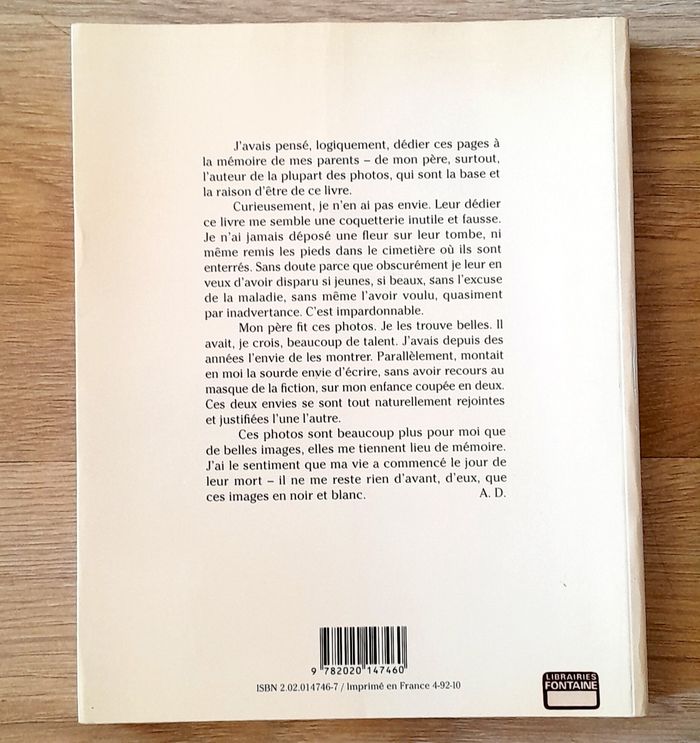 J'avais pensé, logiquement, dédier ces pages à
la mémoire de mes parents – de mon père, surtout,
l'auteur de la plupart des photos, qui sont la base et
la raison d'être de ce livre.
Curieusement, je n'en ai pas envie. Leur dédier
ce livre me semble une coquetterie inutile et fausse.
Je n'ai jamais déposé une fleur sur leur tombe, ni
même remis les pieds dans le cimetière où ils sont
enterrés. Sans doute parce que obscurément je leur en
veux d'avoir disparu si jeunes, si beaux, sans l'excuse
de la maladie, sans même l'avoir voulu, quasiment
par inadvertance. C'est impardonnable.
Mon père fit ces photos. Je les trouve belles. Il
avait, je crois, beaucoup de talent. J'avais depuis des
années l'envie de les montrer. Parallèlement, montait
en moi la sourde envie d'écrire, sans avoir recours au
masque de la fiction, sur mon enfance coupée en deux.
Ces deux envies se sont tout naturellement rejointes
et justifiées l'une l'autre.
Ces photos sont beaucoup plus pour moi que
de belles images, elles me tiennent lieu de mémoire.
J'ai le sentiment que ma vie a commencé le jour de
leur mort – il ne me reste rien d'avant, d'eux, que
ces images en noir et blanc. A. D.
9 782020 147460
ISBN 2.02.014746-7 / Imprimé en France 4-92-10
LIBRAIRIES
FONTAINE